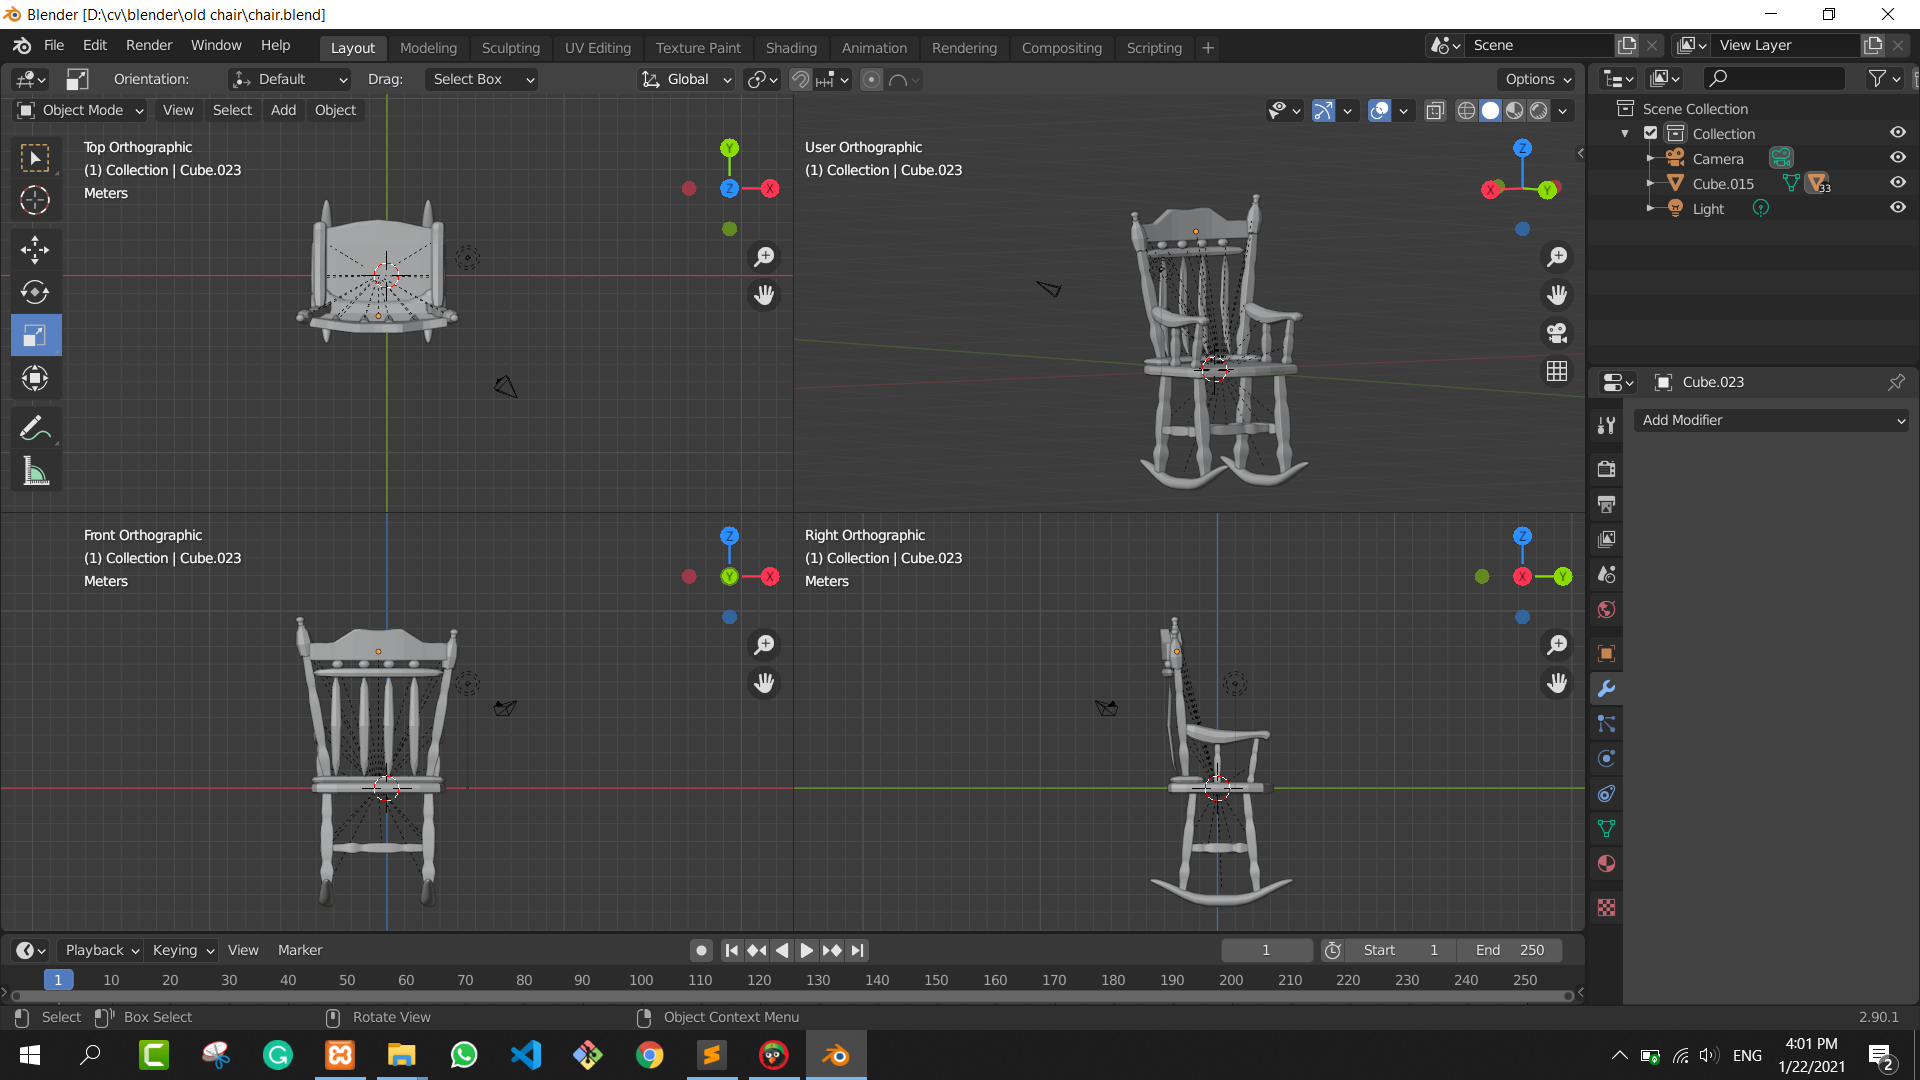 Blender [D:\cv\blender\old chair\chair.blend]
File Edit Render Window Help Layout Modeling Sculpting UV Editing Texture Paint Shading Animation Rendering Compositing Scripting + Scene View Layer
Orientation: Default Drag: Select Box Global Options
Object Mode View Select Add Object
Top Orthographic
(1) Collection | Cube.023
Meters
Y
Z X
User Orthographic
(1) Collection | Cube.023
Z
X Y
Front Orthographic
(1) Collection | Cube.023
Meters
Z
Y X
Right Orthographic
(1) Collection | Cube.023
Meters
Z
X Y
Scene Collection
Collection
Camera
Cube.015 33
Light
Cube.023
Add Modifier
Playback Keying View Marker 1 Start 1 End 250
1 10 20 30 40 50 60 70 80 90 100 110 120 130 140 150 160 170 180 190 200 210 220 230 240 250
Select Box Select Rotate View Object Context Menu 2.90.1
ENG
4:01 PM
1/22/2021
2